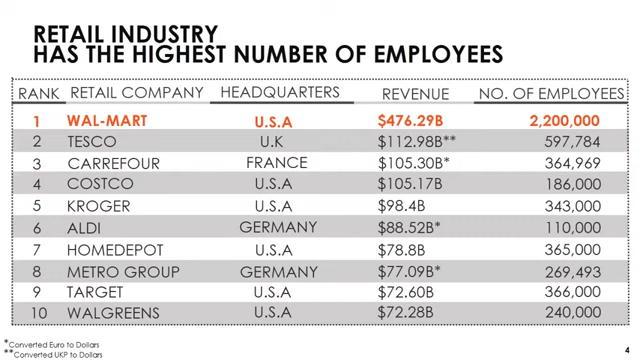 RETAIL INDUSTRY
HAS THE HIGHEST NUMBER OF EMPLOYEES
RANK RETAIL COMPANY HEADQUARTERS REVENUE NO. OF EMPLOYEES
1 WAL-MART U.S.A $476.29B 2,200,000
2 TESCO U.K $112.98B** 597,784
3 CARREFOUR FRANCE $105.30B* 364,969
4 COSTCO U.S.A $105.17B 186,000
5 KROGER U.S.A $98.4B 343,000
6 ALDI GERMANY $88.52B* 110,000
7 HOMEDEPOT U.S.A $78.8B 365,000
8 METRO GROUP GERMANY $77.09B* 269,493
9 TARGET U.S.A $72.60B 366,000
10 WALGREENS U.S.A $72.28B 240,000
*Converted Euro to Dollars
**Converted UKP to Dollars
4